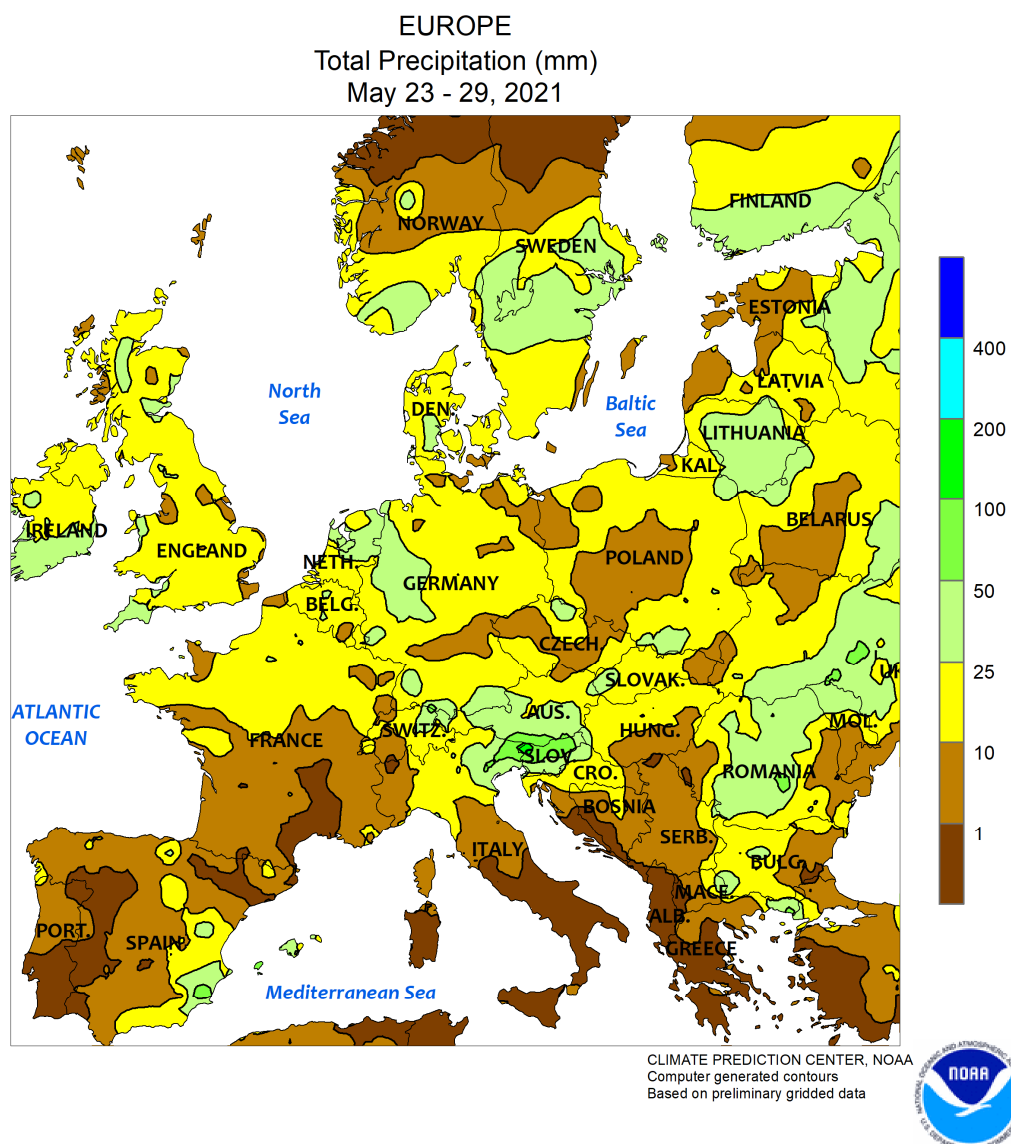 EUROPE
Total Precipitation (mm)
May 23 - 29, 2021
FINLAND
NORWAY
SWEDEN
ESTONIA
North
Sea
LATVIA
Baltic
Sea
DEN.
LITHUANIA
KAL.
IRELAND
ENGLAND
BELARUS
NETH.
GERMANY
POLAND
BELG.
CZECH.
SLOVAK.
UK
ATLANTIC
OCEAN
FRANCE
SWITZ.
AUS.
HUNG.
MOL.
SLOV.
CRO.
ROMANIA
BOSNIA
SERB.
ITALY
BULG.
MACE.
PORT.
SPAIN
ALB.
GREECE
Mediterranean Sea
400
200
100
50
25
10
1
CLIMATE PREDICTION CENTER, NOAA
Computer generated contours
Based on preliminary gridded data
NOAA